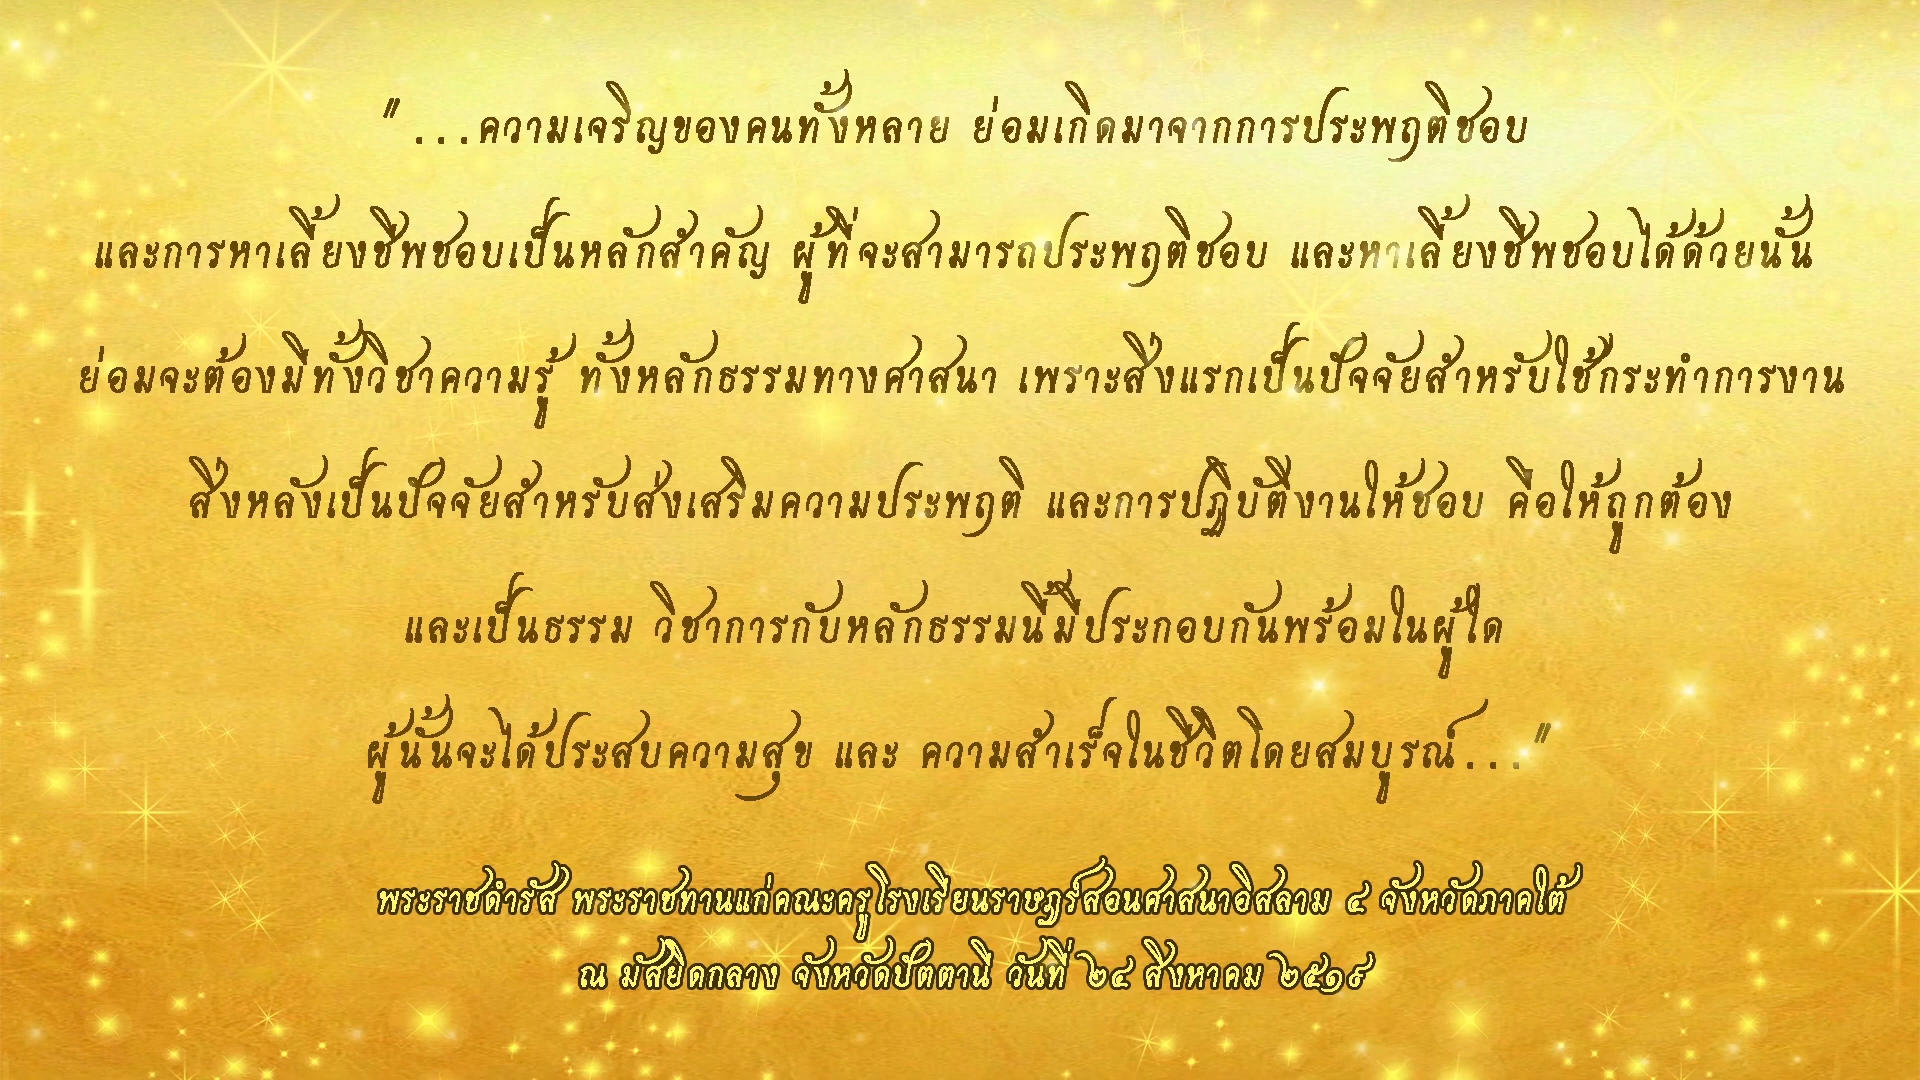 "...ความเจริญของคนทั้งหลาย ย่อมเกิดมาจากการประพฤติชอบ
และการหาเลี้ยงชีพชอบเป็นหลักสำคัญ ผู้ที่จะสามารถประพฤติชอบ และหาเลี้ยงชีพชอบได้ด้วยนั้น
ย่อมจะต้องมีทั้งวิชาความรู้ ทั้งหลักธรรมทางศาสนา เพราะสิ่งแรกเป็นปัจจัยสำหรับใช้กระทำการงาน
สิ่งหลังเป็นปัจจัยสำหรับส่งเสริมความประพฤติ และการปฏิบัติงานให้ชอบ คือให้ถูกต้อง
และเป็นธรรม วิชาการกับหลักธรรมนี้มีประกอบกันพร้อมในผู้ใด
ผู้นั้นจะได้ประสบความสุข และ ความสำเร็จในชีวิตโดยสมบูรณ์..."
พระราชดำรัส พระราชทานแก่คณะครูโรงเรียนราษฎร์สอนศาสนาอิสลาม ๔ จังหวัดภาคใต้
ณ มัสยิดกลาง จังหวัดปัตตานี วันที่ ๒๔ สิงหาคม ๒๕๑๙